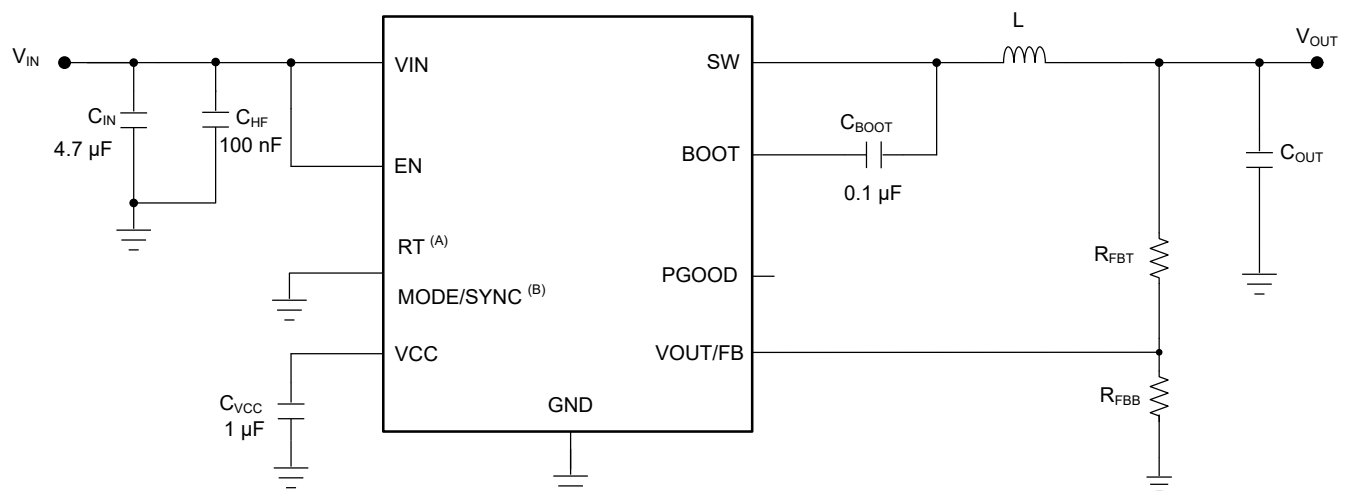 L
V_IN
VIN
SW
V_OUT
C_IN
4.7 µF
C_HF
100 nF
C_BOOT
EN
BOOT
C_OUT
0.1 µF
RT (A)
R_FBT
PGOOD
MODE/SYNC (B)
VCC
VOUT/FB
C_VCC
1 µF
GND
R_FBB